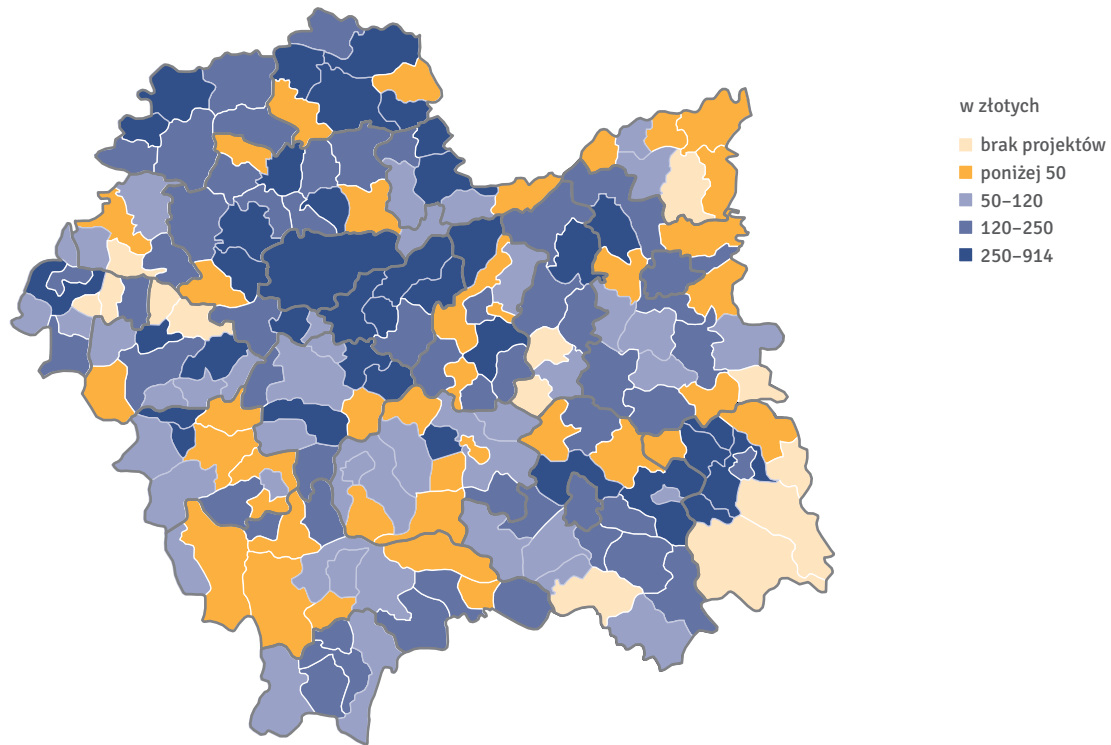 w złotych
brak projektów
poniżej 50
50–120
120–250
250–914